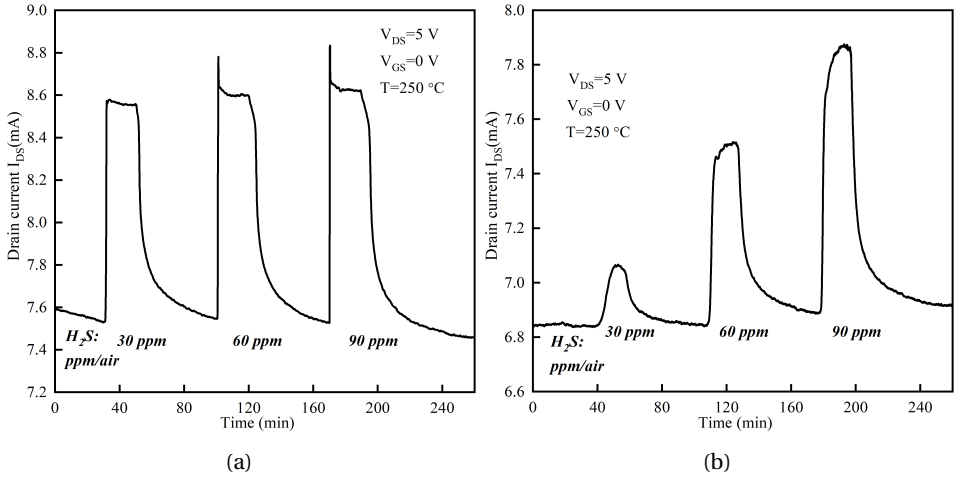 9.0
8.8
8.6
8.4
8.2
8.0
7.8
7.6
7.4
7.2
Drain current I_DS(mA)
V_DS=5 V
V_GS=0 V
T=250 °C
H_2S:
ppm/air
30 ppm
60 ppm
90 ppm
0 40 80 120 160 200 240
Time (min)
(a)
8.0
7.8
7.6
7.4
7.2
7.0
6.8
6.6
Drain current I_DS(mA)
V_DS=5 V
V_GS=0 V
T=250 °C
H_2S:
ppm/air
30 ppm
60 ppm
90 ppm
0 40 80 120 160 200 240
Time (min)
(b)